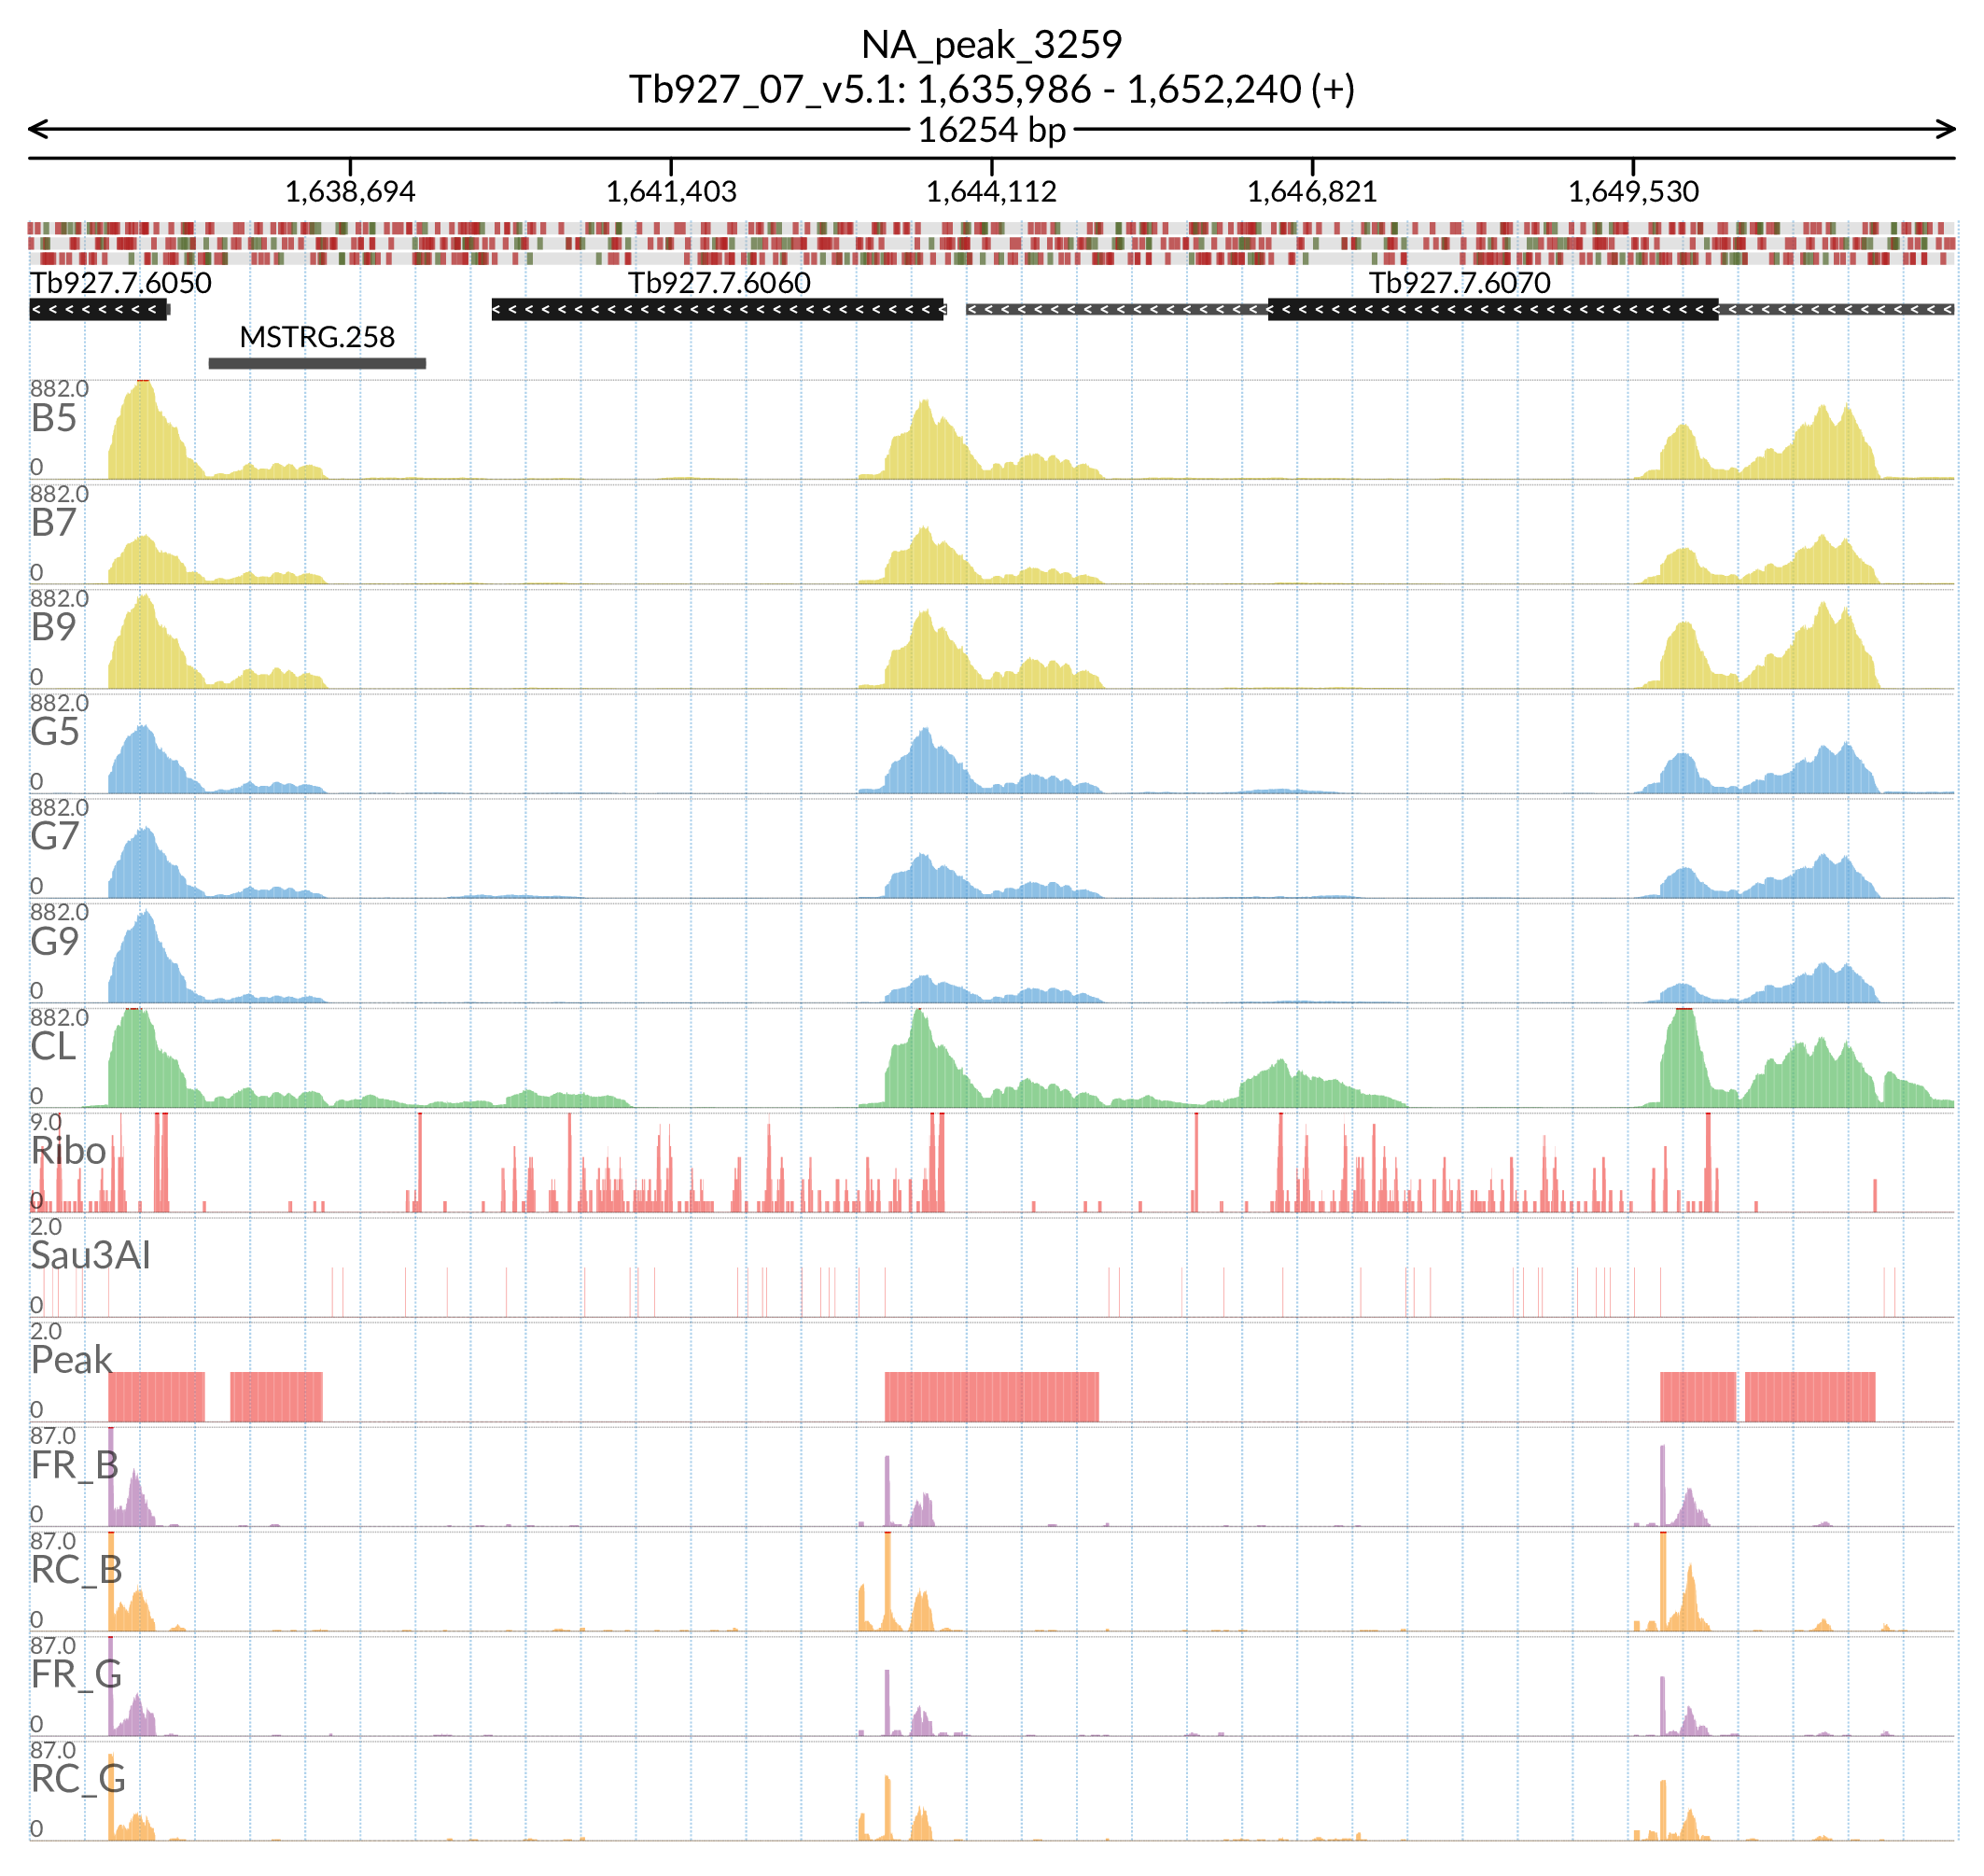 NA_peak_3259
Tb927_07_v5.1: 1,635,986 - 1,652,240 (+)
16254 bp
1,638,694 1,641,403 1,644,112 1,646,821 1,649,530
Tb927.7.6050 Tb927.7.6060 Tb927.7.6070
MSTRG.258
882.0
B5
0
882.0
B7
0
882.0
B9
0
882.0
G5
0
882.0
G7
0
882.0
G9
0
882.0
CL
0
9.0
Ribo
0
2.0
Sau3AI
0
2.0
Peak
0
87.0
FR_B
0
87.0
RC_B
0
87.0
FR_G
0
87.0
RC_G
0